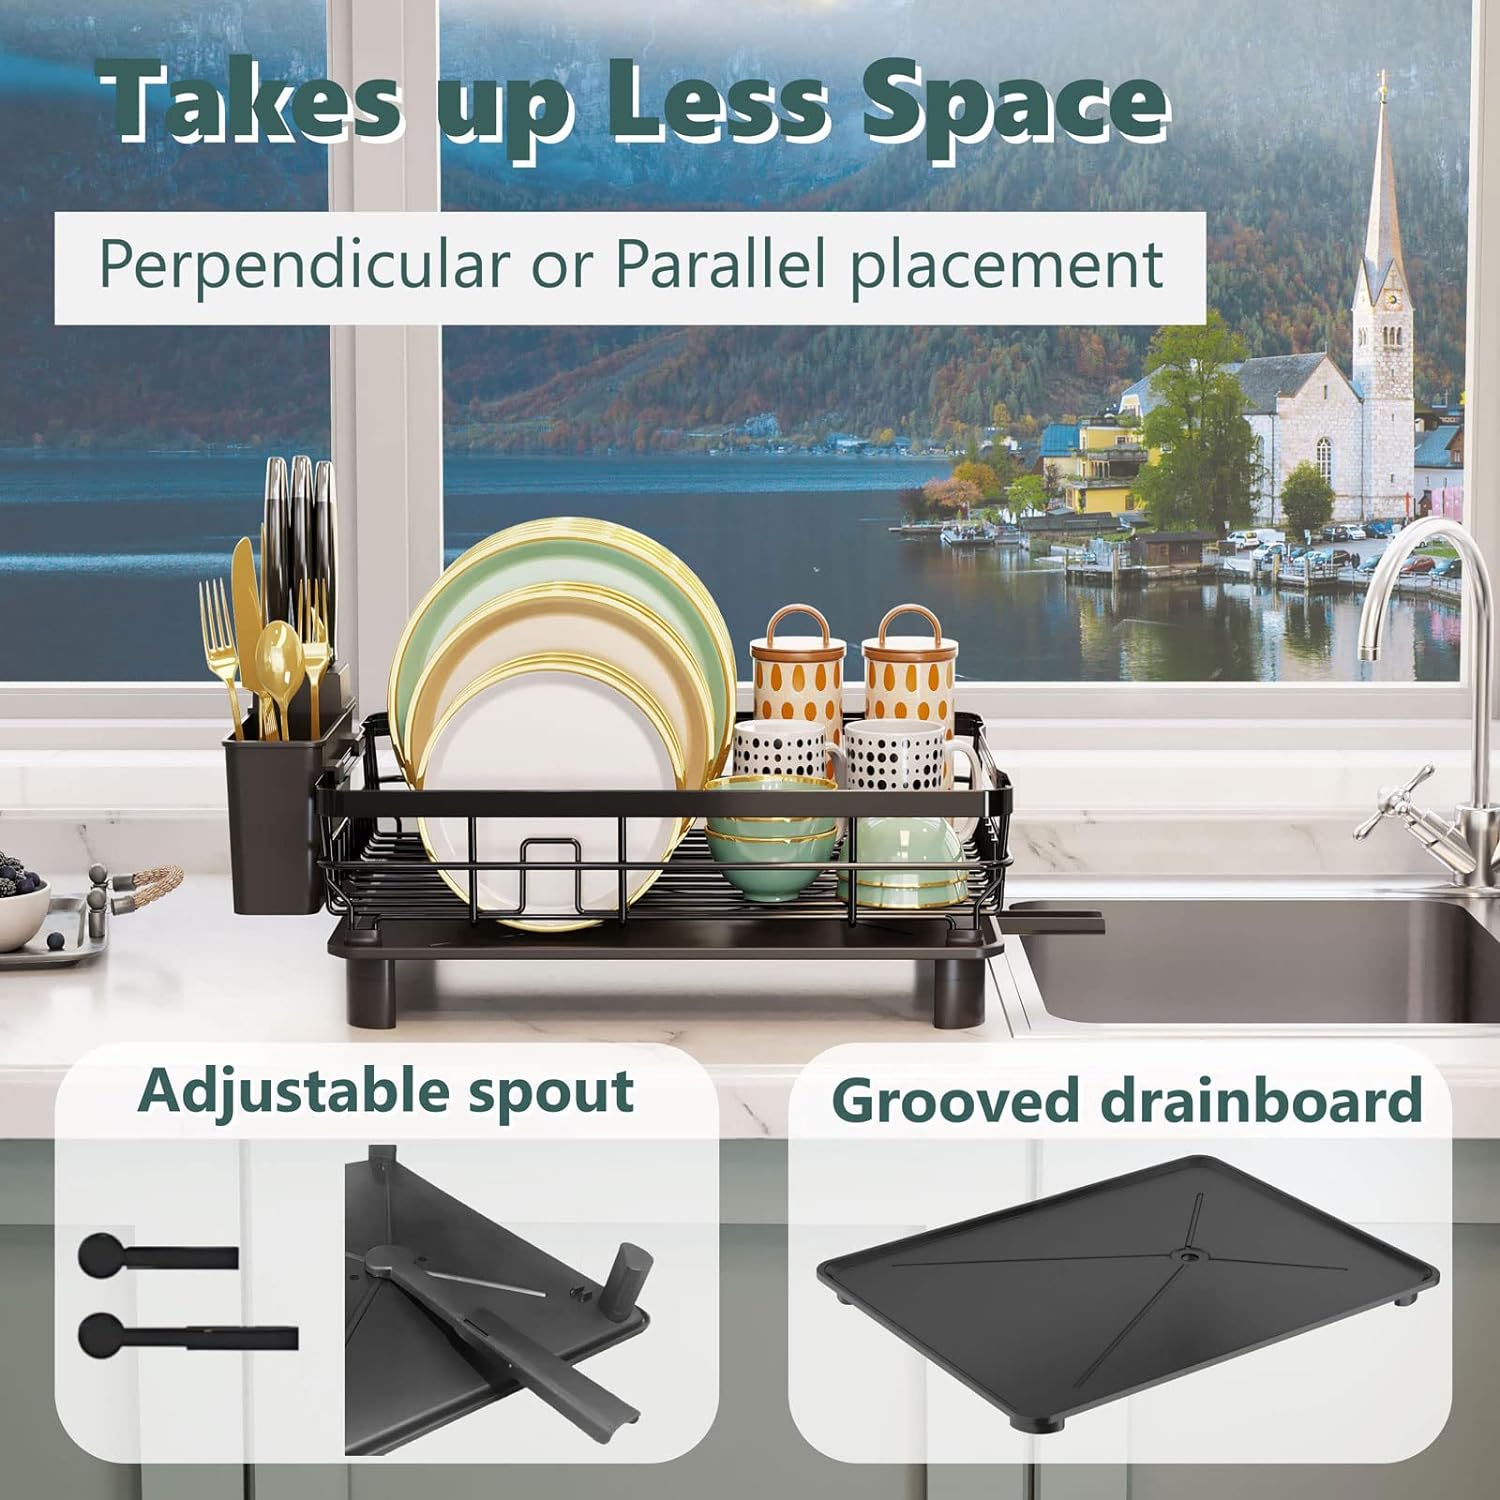 Takes up Less Space
Perpendicular or Parallel placement
Adjustable spout
Grooved drainboard